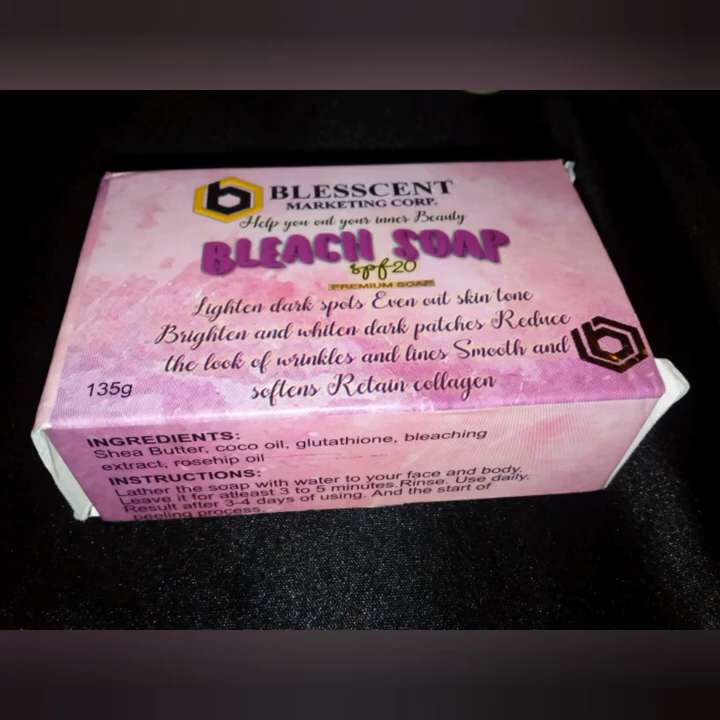 BLESSCENT
MARKETING CORP.
Help you out your inner Beauty
BLEACH SOAP
spf 20
PREMIUM SOAP
Lighten dark spots Even out skin tone
Brighten and whiten dark patches Reduce
the look of wrinkles and lines Smooth and
softens Retain collagen
135g
INGREDIENTS:
Shea Butter, coco oil, glutathione, bleaching
extract, rosehip oil
INSTRUCTIONS:
Lather the soap with water to your face and body.
Leave it for atleast 3 to 5 minutes.Rinse. Use daily.
Result after 3-4 days of using. And the start of
peeling process.